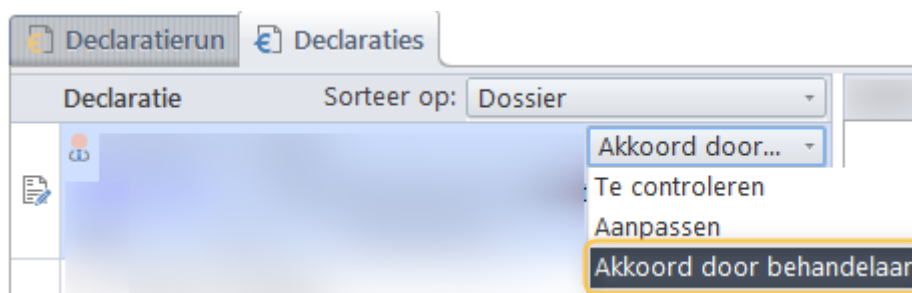 Declaratierun Declaraties
Declaratie Sorteer op: Dossier
Akkoord door...
Te controleren
Aanpassen
Akkoord door behandelaar